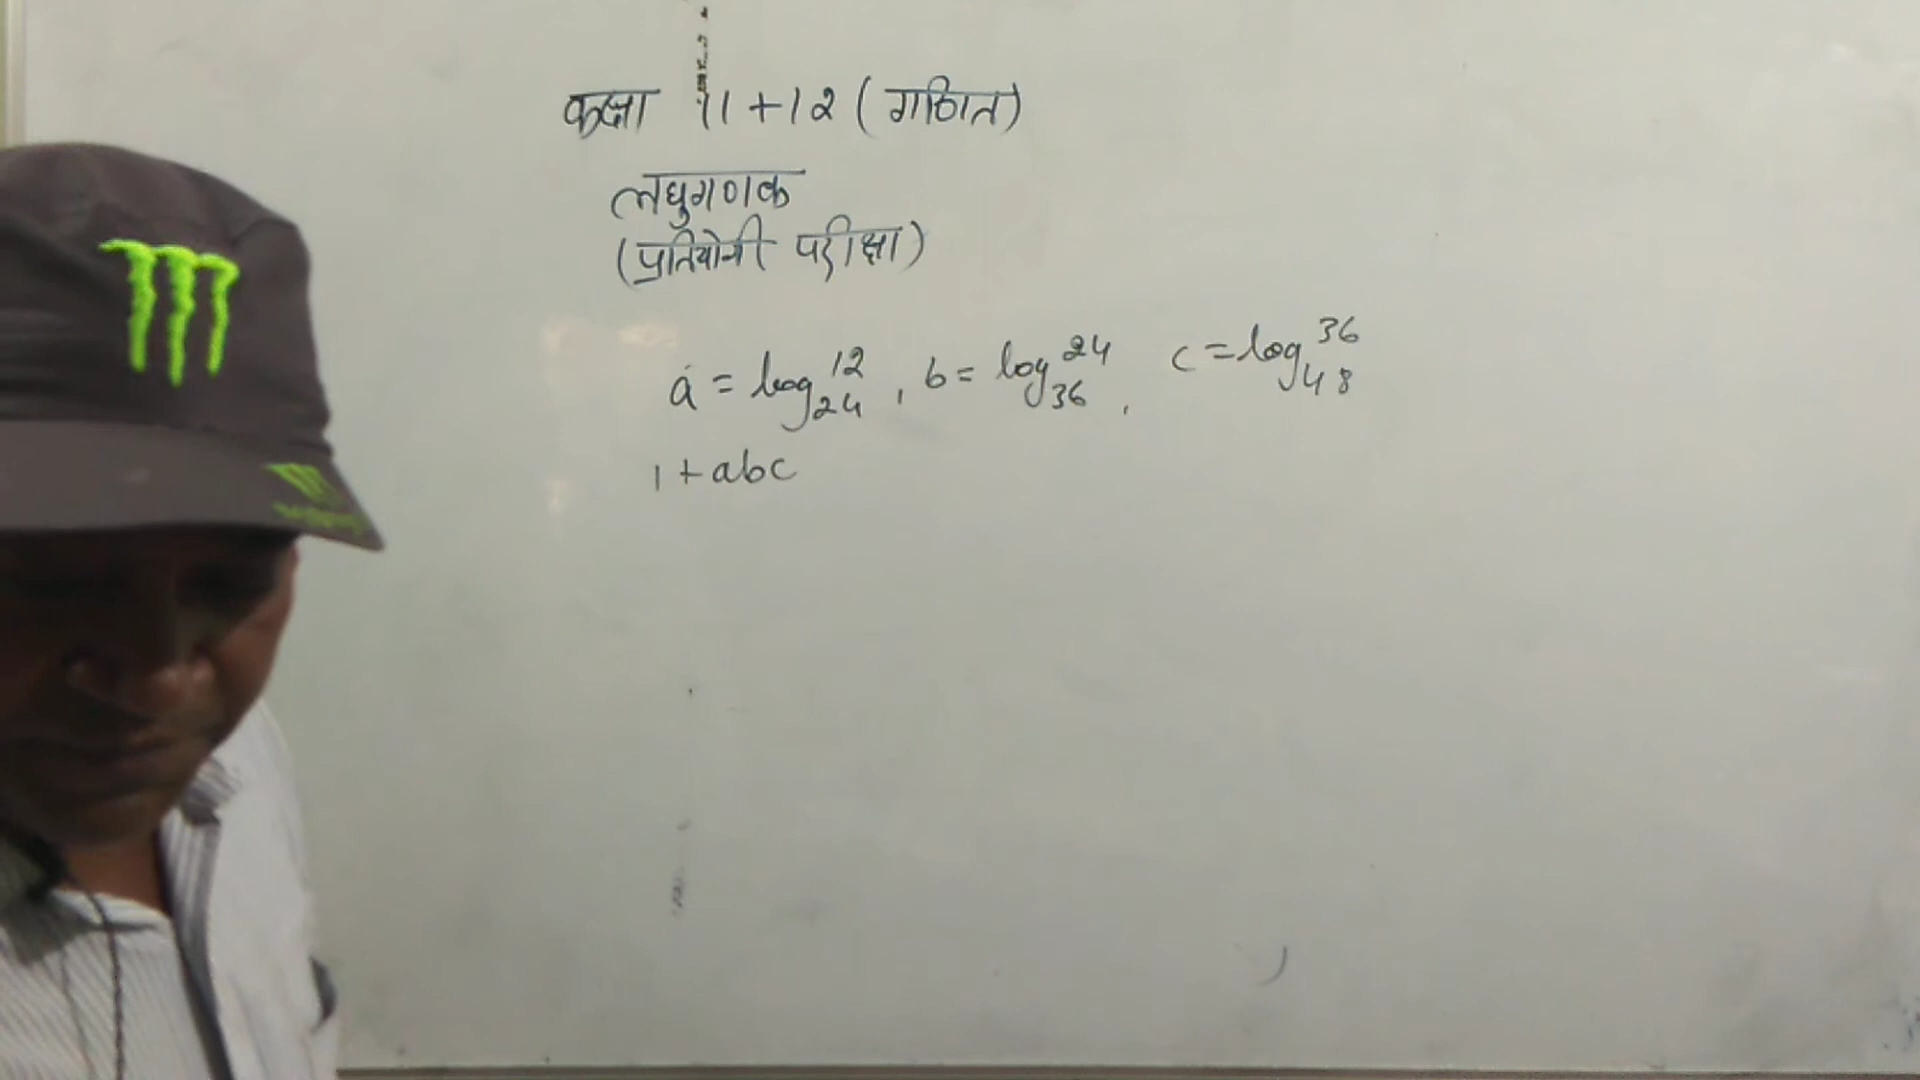 कक्षा 11+12 (गणित)
लघुगणक
(प्रतियोगी परीक्षा)
a = log₂₄¹², b = log₃₆²⁴, c = log₄₈³⁶
1 + abc